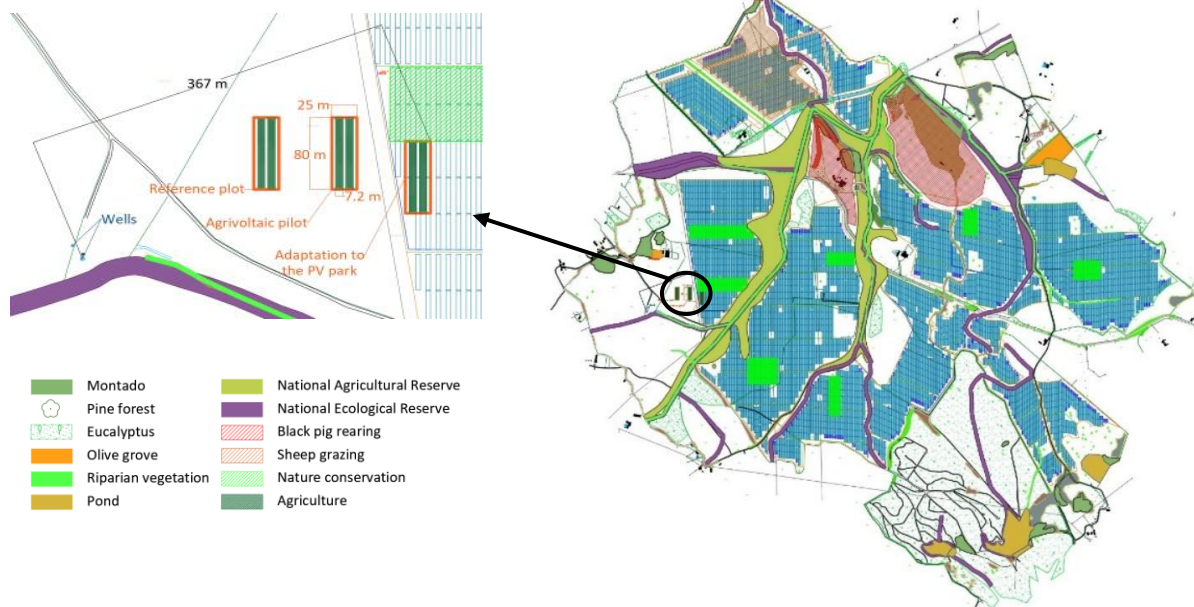 367 m
25 m
80 m
7.2 m
Reference plot
Agrivoltaic pilot
Wells
Adaptation to
the PV park
Montado
Pine forest
Eucalyptus
Olive grove
Riparian vegetation
Pond
National Agricultural Reserve
National Ecological Reserve
Black pig rearing
Sheep grazing
Nature conservation
Agriculture